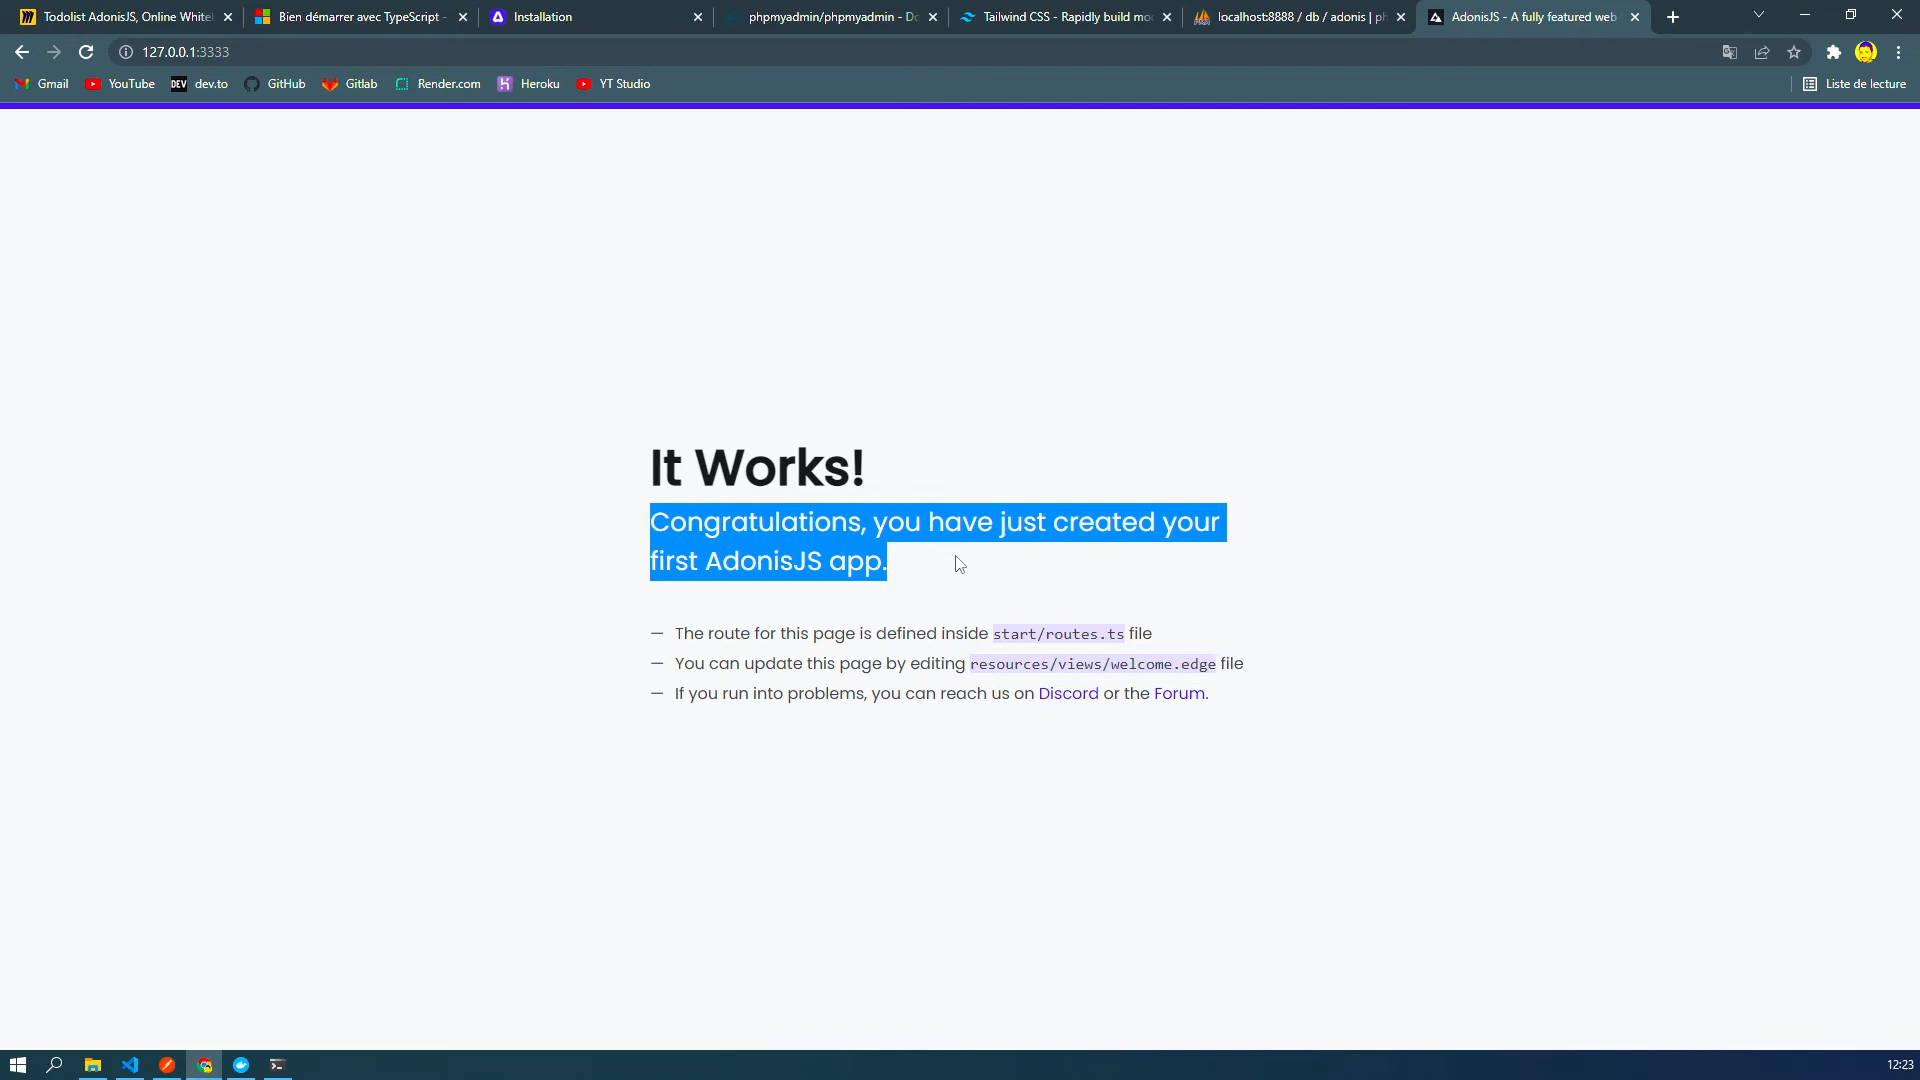 Todolist AdonisJS, Online White
Bien démarrer avec TypeScript -
Installation
phpmyadmin/phpmyadmin - Do
Tailwind CSS - Rapidly build mo
localhost:8888 / db / adonis | ph
AdonisJS - A fully featured web
127.0.0.1:3333
Gmail
YouTube
DEV dev.to
GitHub
Gitlab
Render.com
Heroku
YT Studio
Liste de lecture
It Works!
Congratulations, you have just created your
first AdonisJS app.
— The route for this page is defined inside start/routes.ts file
— You can update this page by editing resources/views/welcome.edge file
— If you run into problems, you can reach us on Discord or the Forum.
12:23